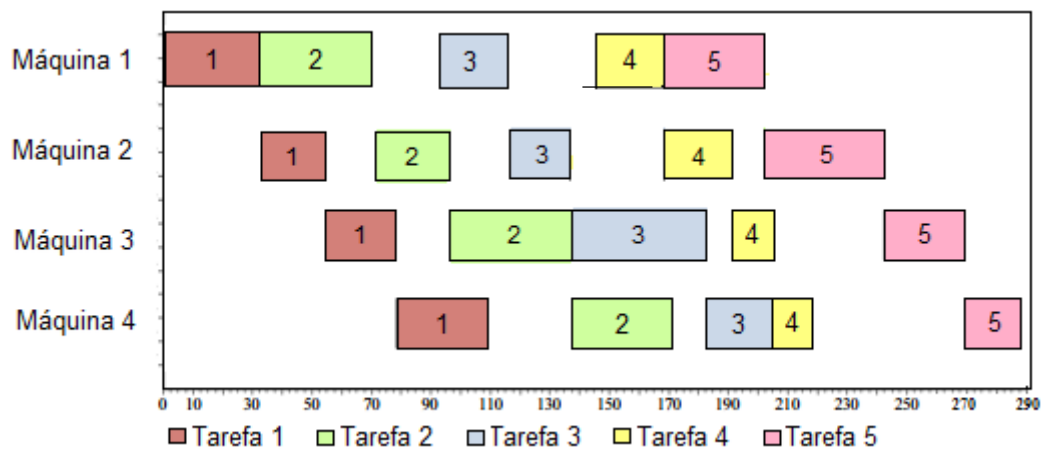 Máquina 1 1 2 3 4 5
Máquina 2 1 2 3 4 5
Máquina 3 1 2 3 4 5
Máquina 4 1 2 3 4 5
0 10 30 50 70 90 110 130 150 170 190 210 230 250 270 290
Tarefa 1 Tarefa 2 Tarefa 3 Tarefa 4 Tarefa 5